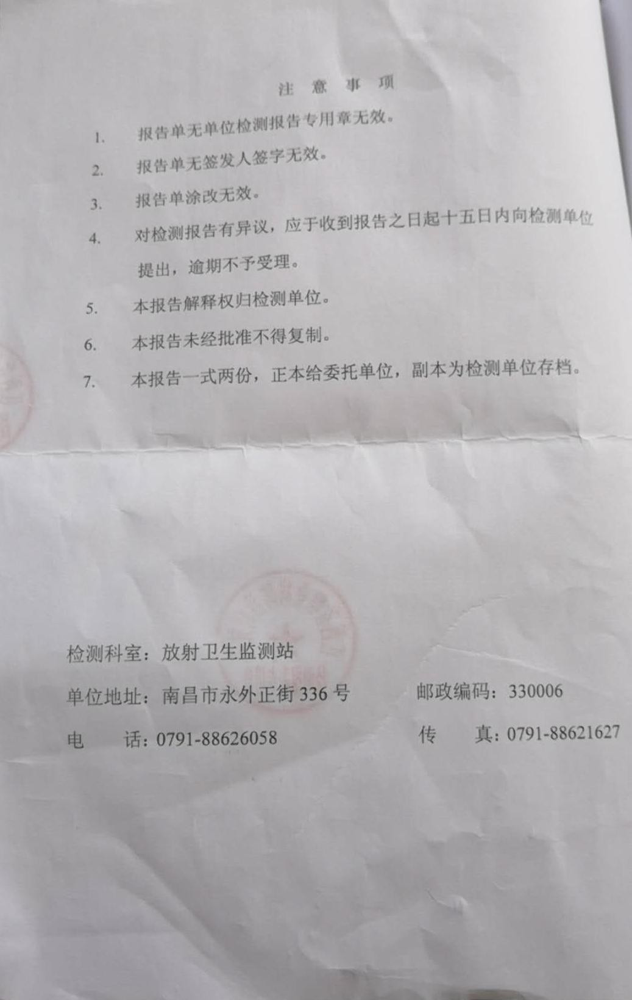 注 意 事 项
1. 报告单无单位检测报告专用章无效。
2. 报告单无签发人签字无效。
3. 报告单涂改无效。
4. 对检测报告有异议，应于收到报告之日起十五日内向检测单位
提出，逾期不予受理。
5. 本报告解释权归检测单位。
6. 本报告未经批准不得复制。
7. 本报告一式两份，正本给委托单位，副本为检测单位存档。
检测科室：放射卫生监测站
单位地址：南昌市永外正街 336 号 邮政编码：330006
电 话：0791-88626058 传 真：0791-88621627